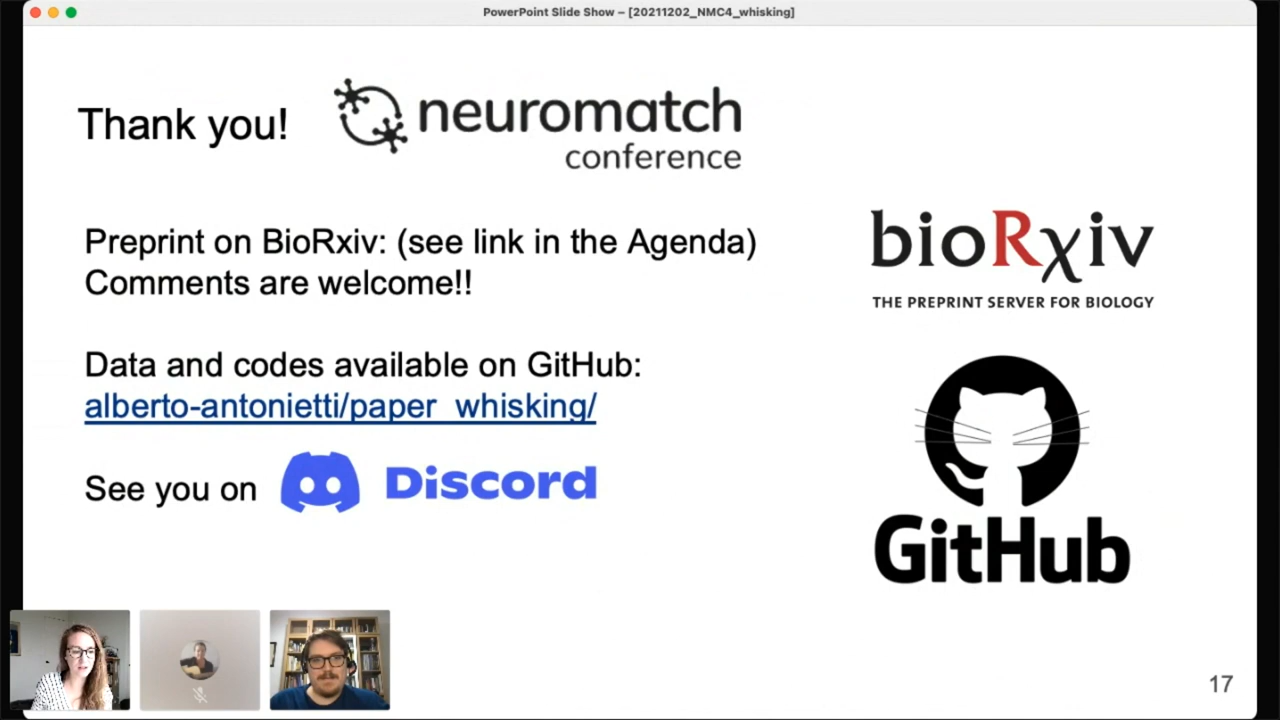 PowerPoint Slide Show – [20211202_NMC4_whisking]
Thank you!
neuromatch
conference
Preprint on BioRxiv: (see link in the Agenda)
Comments are welcome!!
bioRχiv
THE PREPRINT SERVER FOR BIOLOGY
Data and codes available on GitHub:
alberto-antonietti/paper_whisking/
See you on Discord
GitHub
17